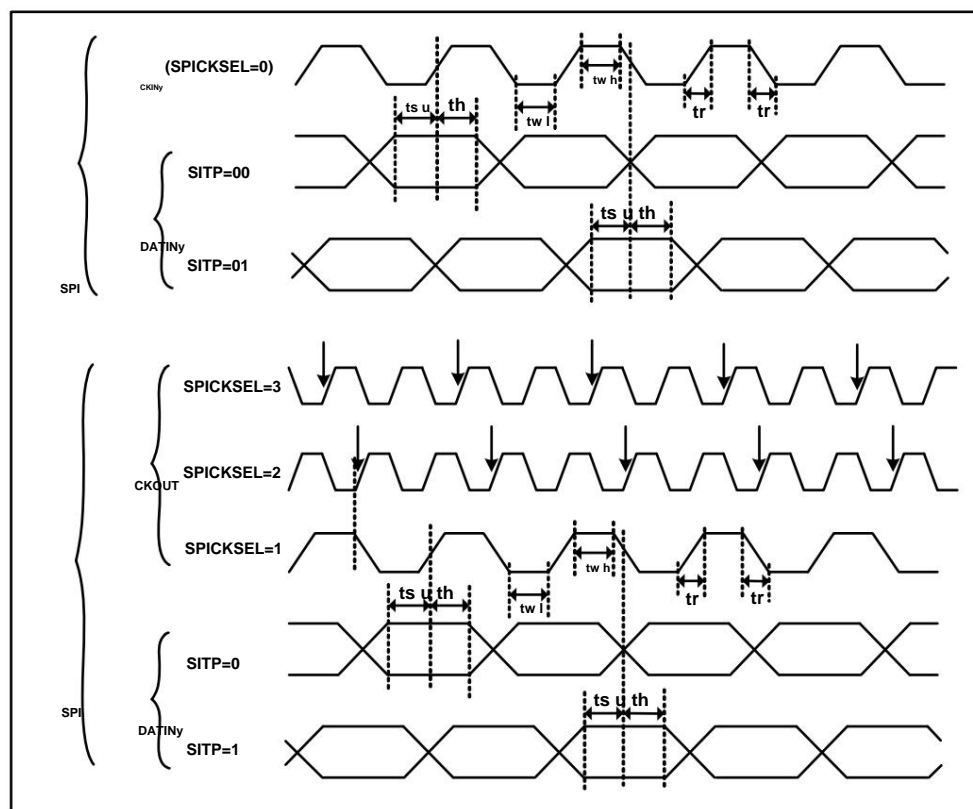 (SPICKSEL=0)
CKINy
tw h
ts u th
tw l
tr tr
SITP=00
ts u th
DATINy
SITP=01
SPI
SPICKSEL=3
SPICKSEL=2
CKOUT
SPICKSEL=1
tw h
ts u th
tw l
tr tr
SITP=0
SPI
ts u th
DATINy
SITP=1